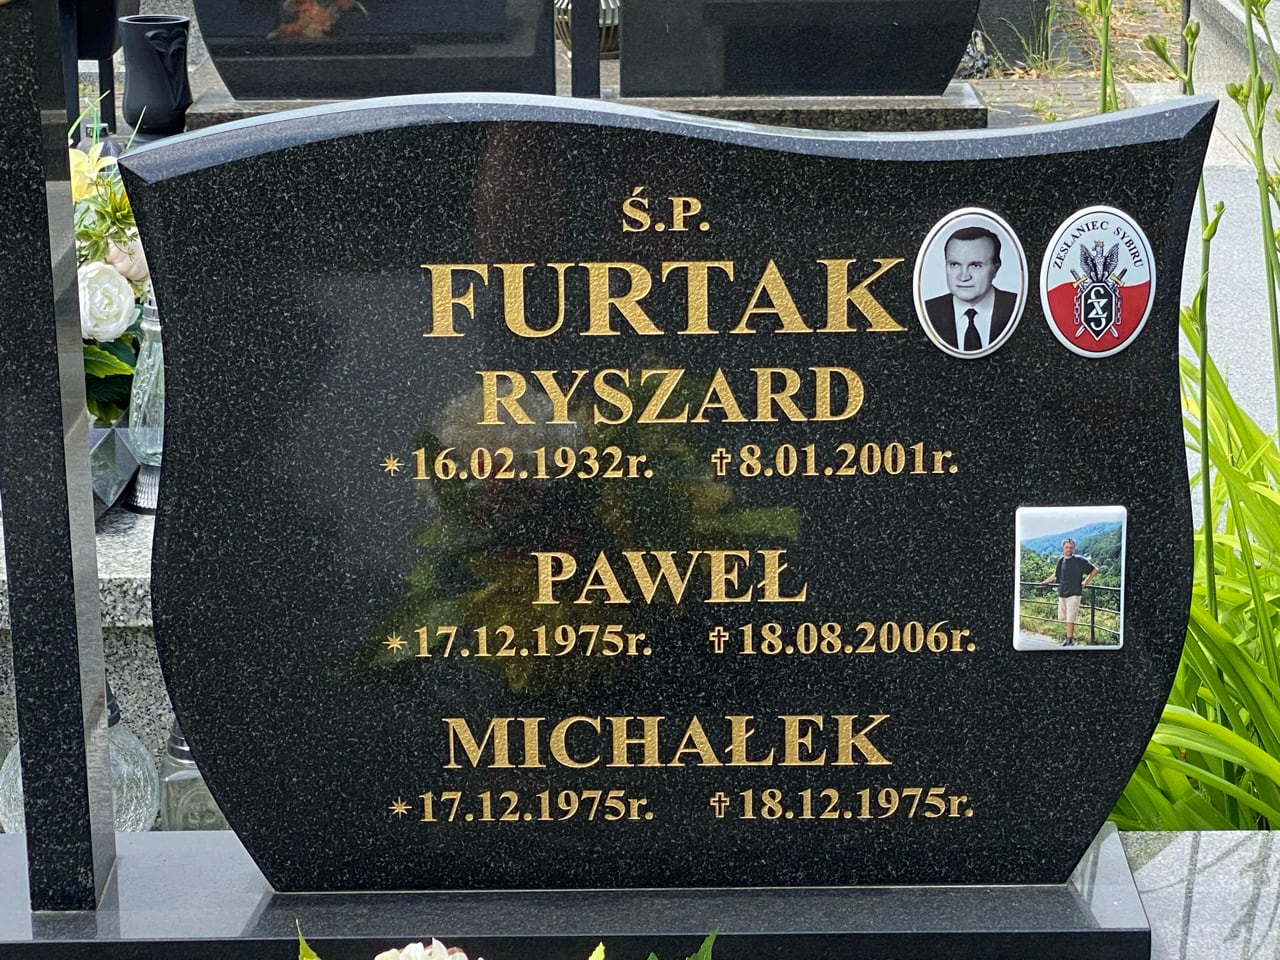 Ś.P.
FURTAK
ZESŁANIEC SYBIRU
RYSZARD
✴16.02.1932r. ✝8.01.2001r.
PAWEŁ
✴17.12.1975r. ✝18.08.2006r.
MICHAŁEK
✴17.12.1975r. ✝18.12.1975r.